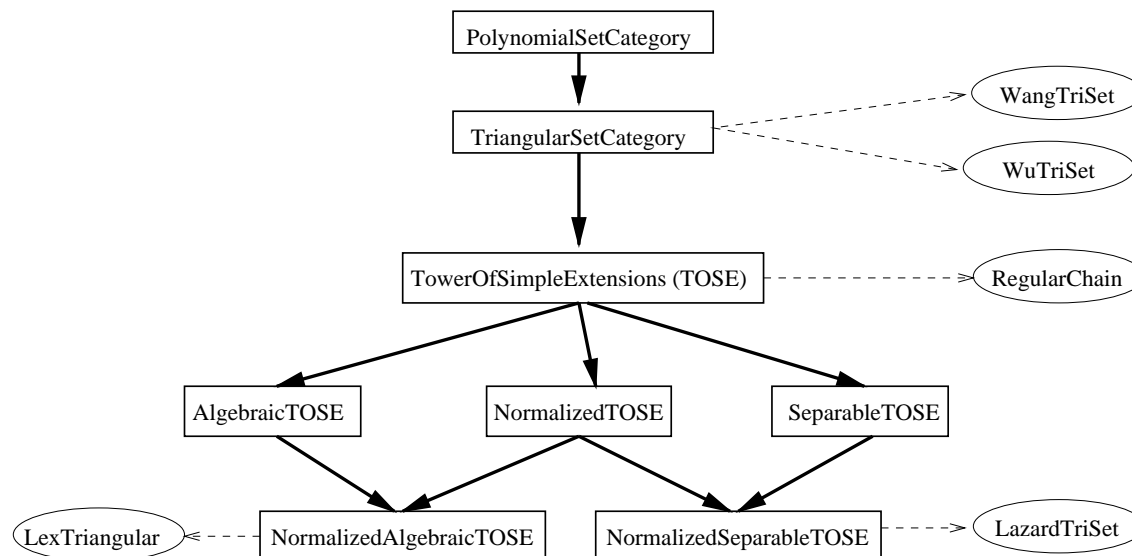 PolynomialSetCategory
WangTriSet
TriangularSetCategory
WuTriSet
TowerOfSimpleExtensions (TOSE)
RegularChain
AlgebraicTOSE
NormalizedTOSE
SeparableTOSE
LexTriangular
NormalizedAlgebraicTOSE
NormalizedSeparableTOSE
LazardTriSet